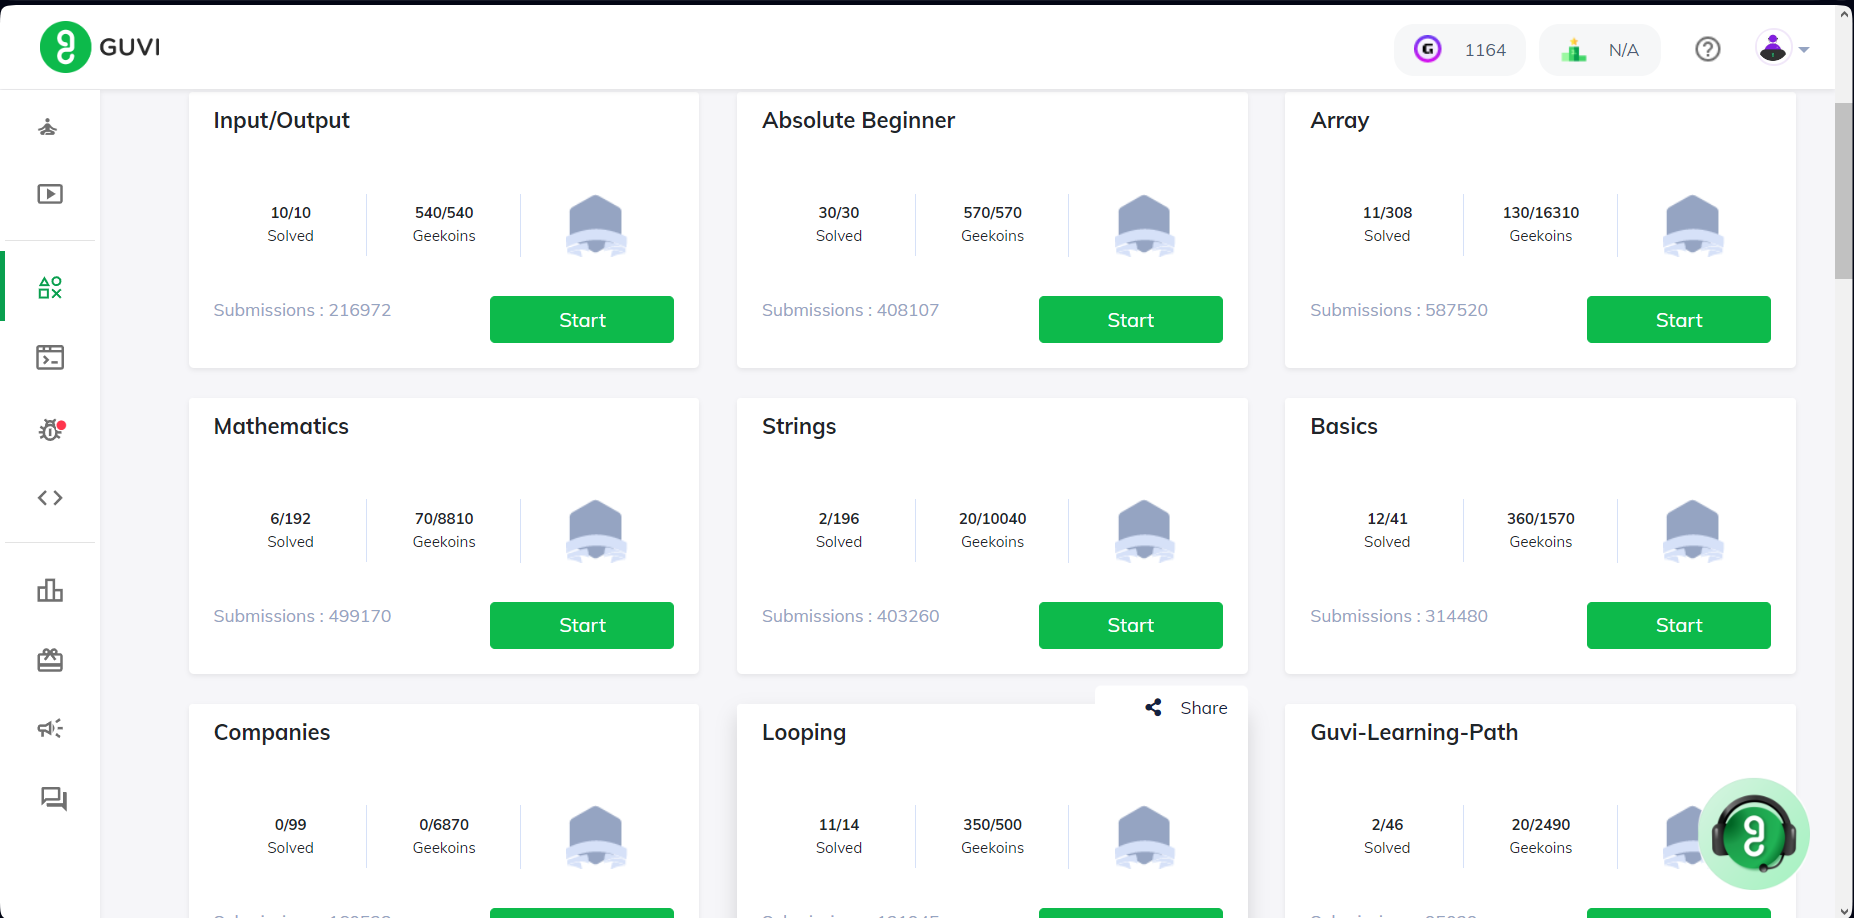 GUVI
1164
N/A
Input/Output
10/10
Solved
540/540
Geekoins
Submissions : 216972
Start
Absolute Beginner
30/30
Solved
570/570
Geekoins
Submissions : 408107
Start
Array
11/308
Solved
130/16310
Geekoins
Submissions : 587520
Start
Mathematics
6/192
Solved
70/8810
Geekoins
Submissions : 499170
Start
Strings
2/196
Solved
20/10040
Geekoins
Submissions : 403260
Start
Basics
12/41
Solved
360/1570
Geekoins
Submissions : 314480
Start
Companies
0/99
Solved
0/6870
Geekoins
Share
Looping
11/14
Solved
350/500
Geekoins
Guvi-Learning-Path
2/46
Solved
20/2490
Geekoins